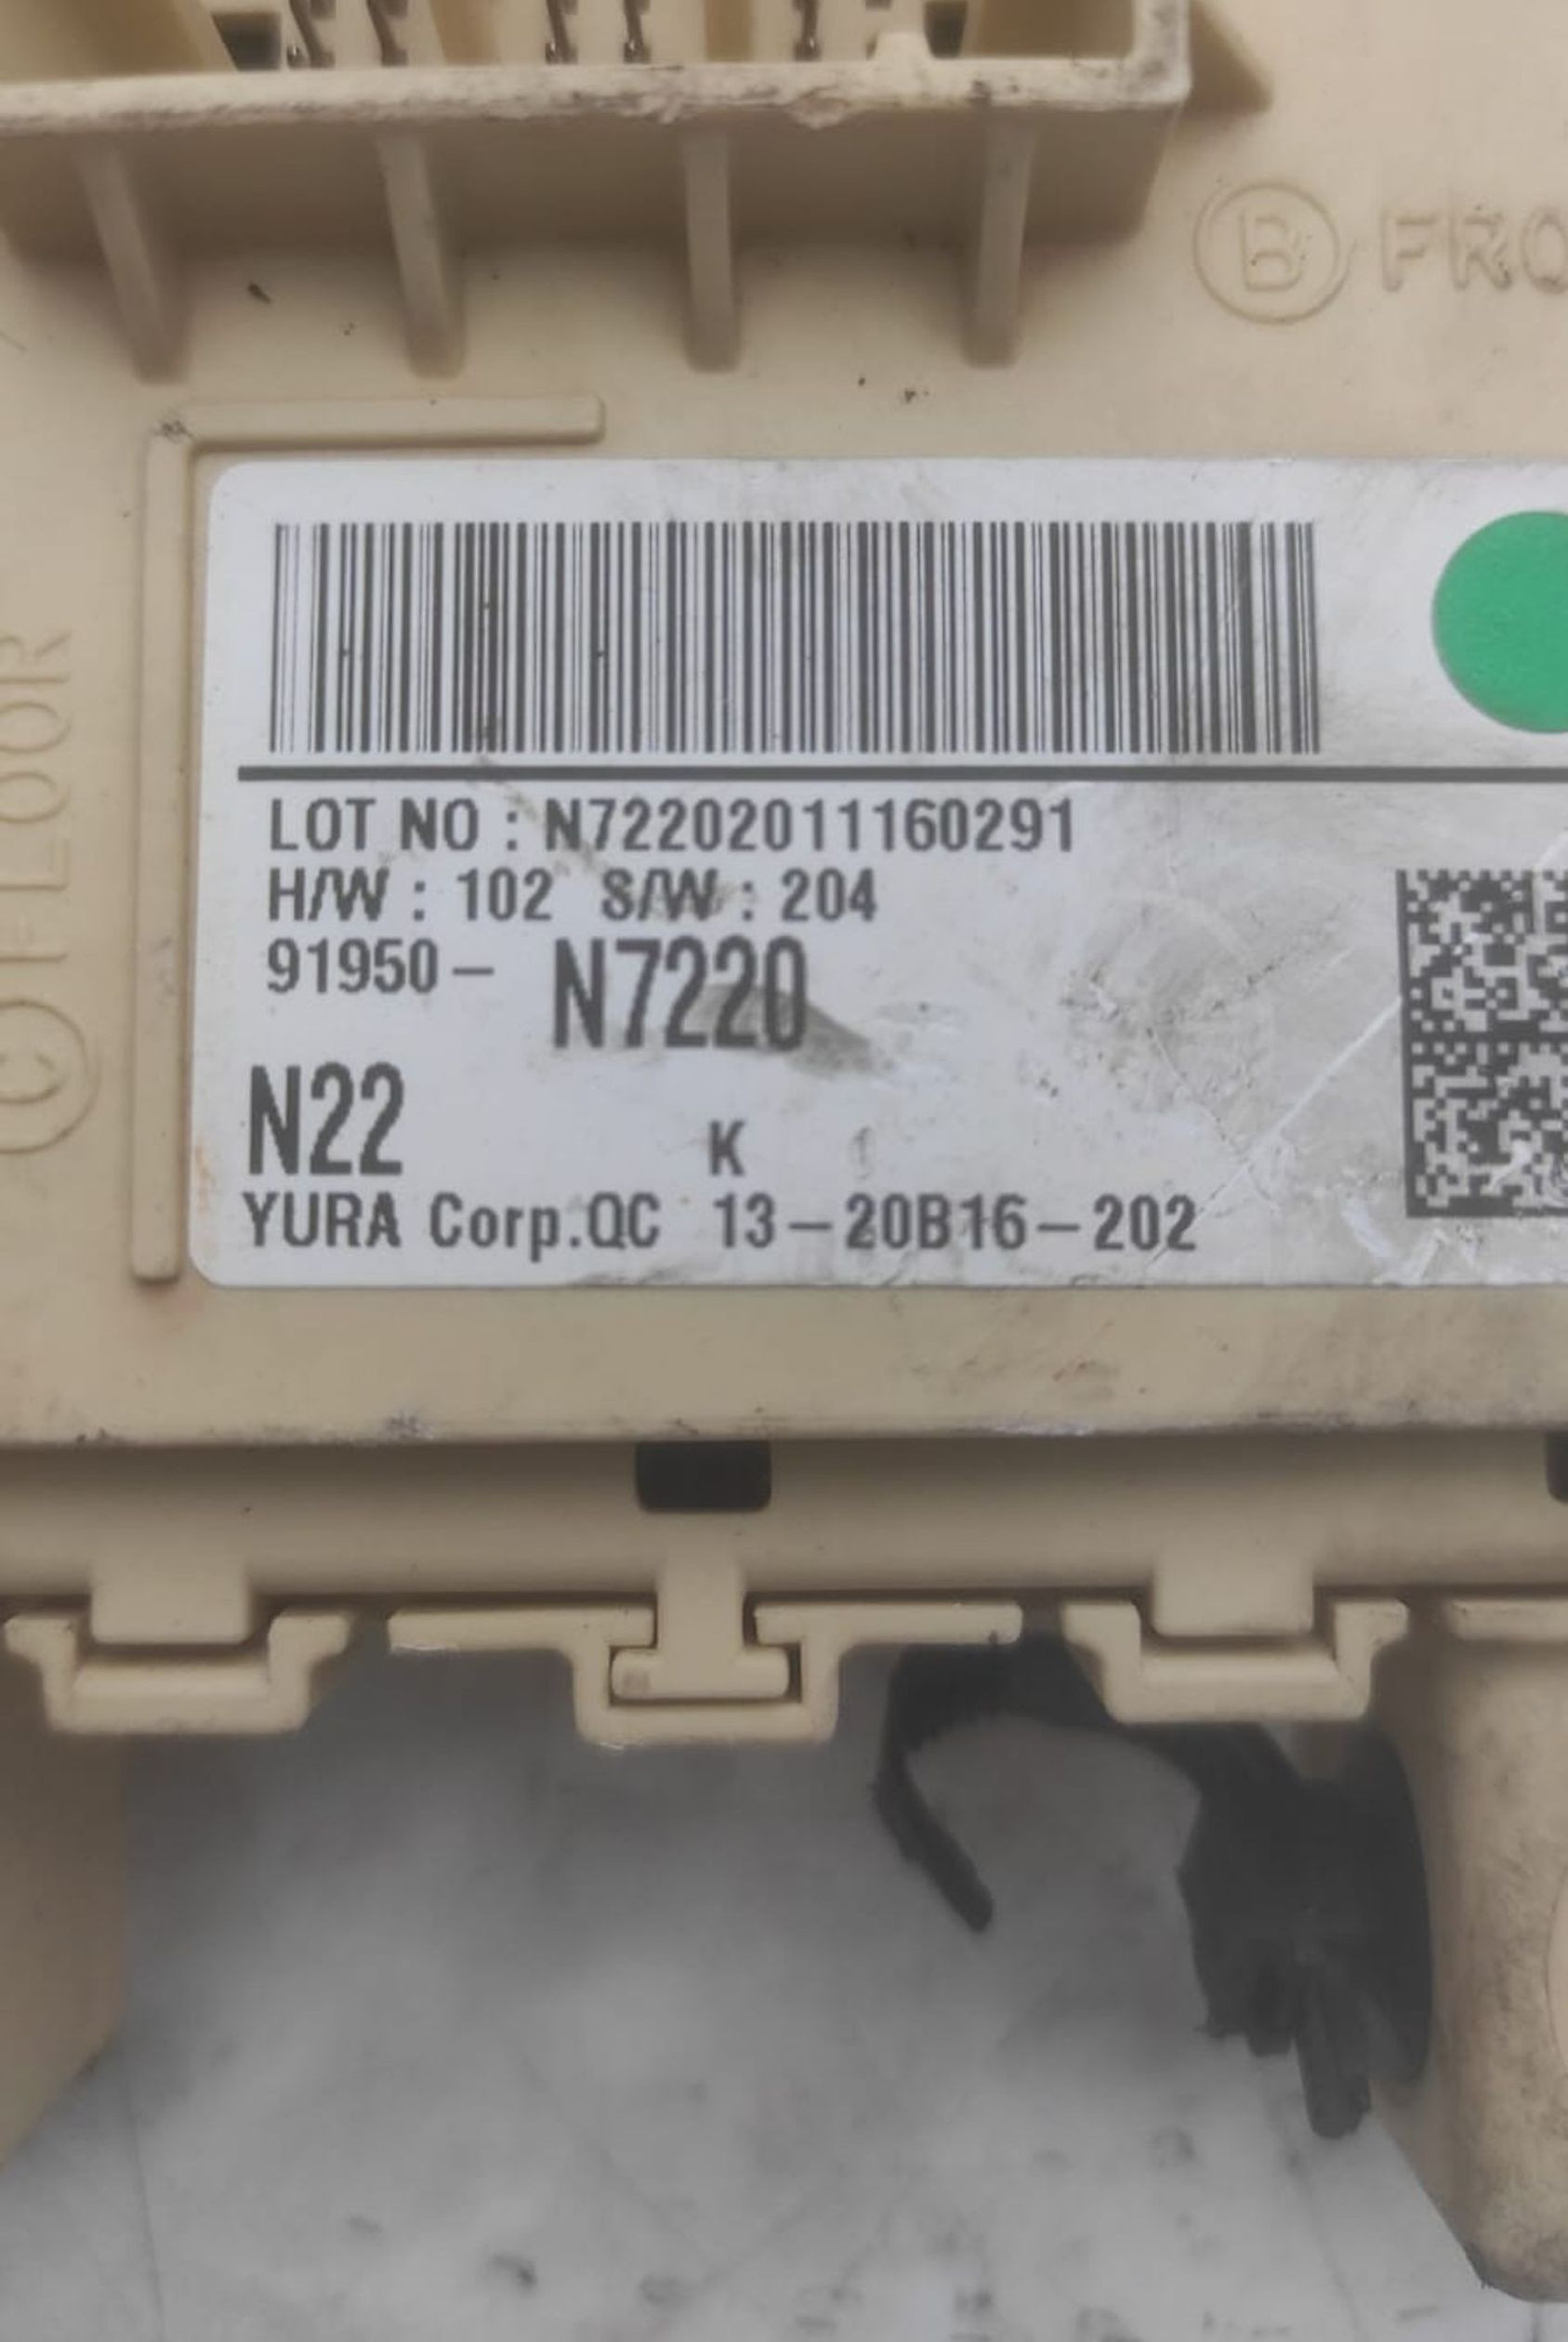 B FRO
C FLOOR
LOT NO : N72202011160291
H/W : 102 S/W : 204
91950- N7220
N22
K
YURA Corp.QC 13-20B16-202